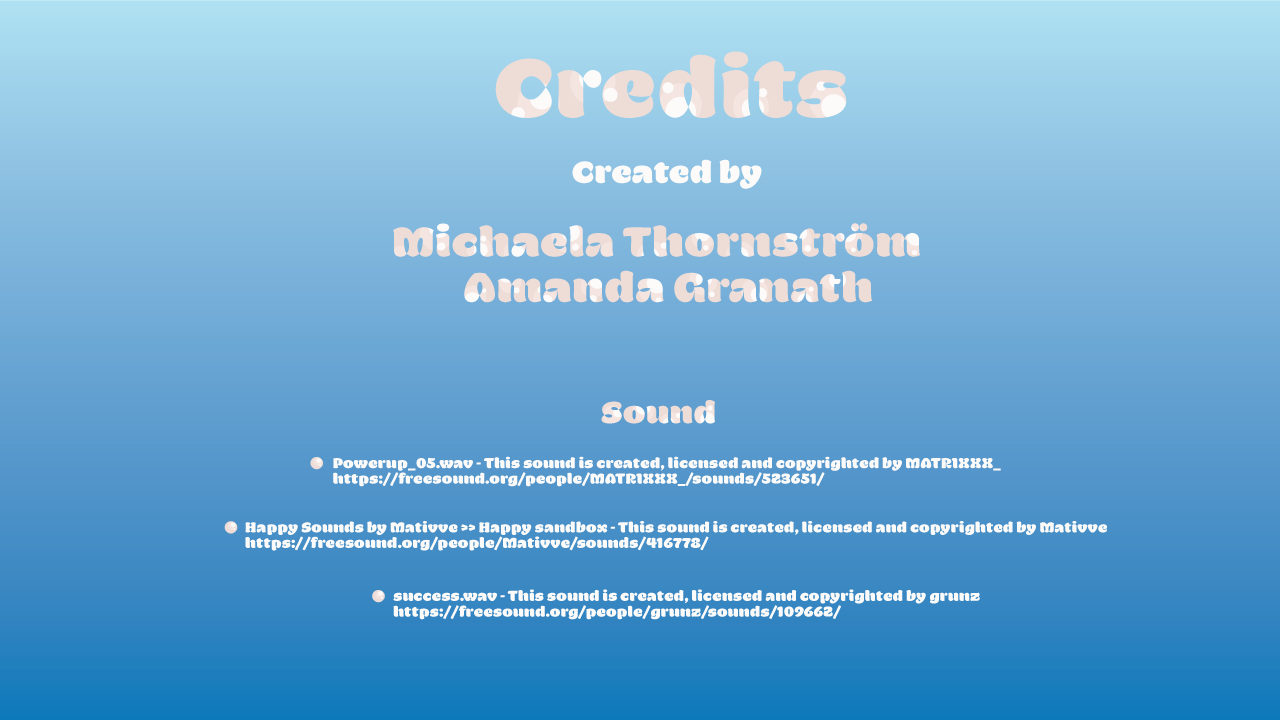 Credits
Created by
Michaela Thornström
Amanda Granath
Sound
Powerup_05.wav - This sound is created, licensed and copyrighted by MATRIXXX_
https://freesound.org/people/MATRIXXX_/sounds/523651/
Happy Sounds by Mativve >> Happy sandbox - This sound is created, licensed and copyrighted by Mativve
https://freesound.org/people/Mativve/sounds/416778/
success.wav - This sound is created, licensed and copyrighted by grunz
https://freesound.org/people/grunz/sounds/109662/